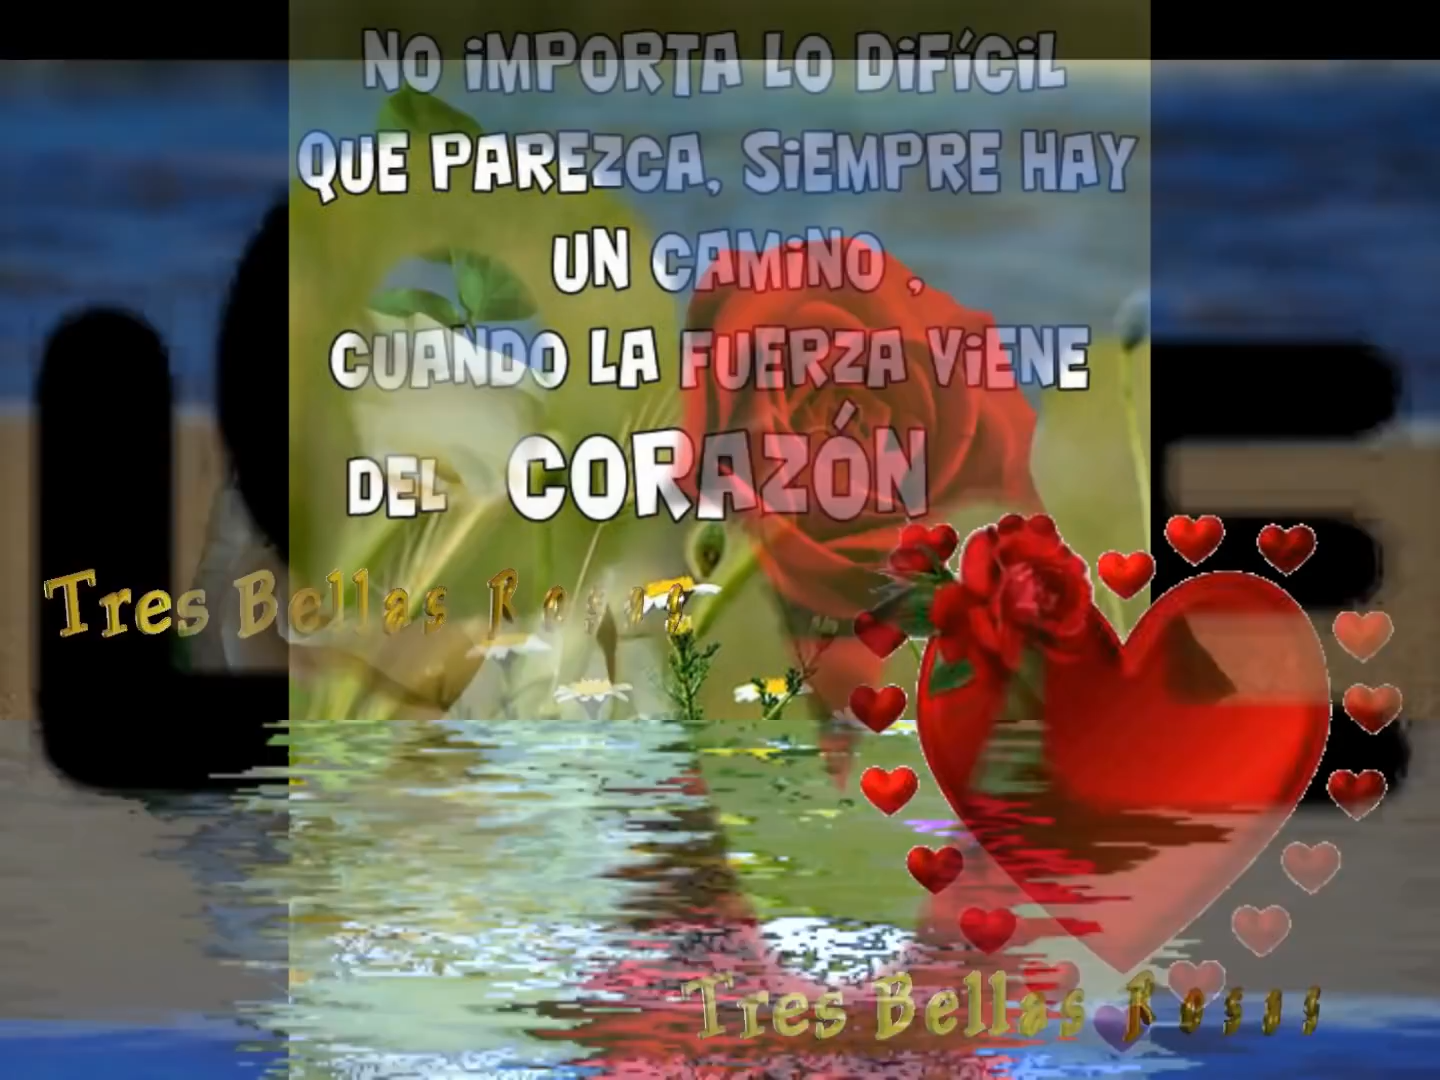 NO iMPORTA LO DiFíCiL
QUE PAREZCA, SiEMPRE HAY
UN CAMiNO ,
CUANDO LA FUERZA ViENE
DEL CORAZÓN
Tres Bellas Rosas
Tres Bellas Rosas